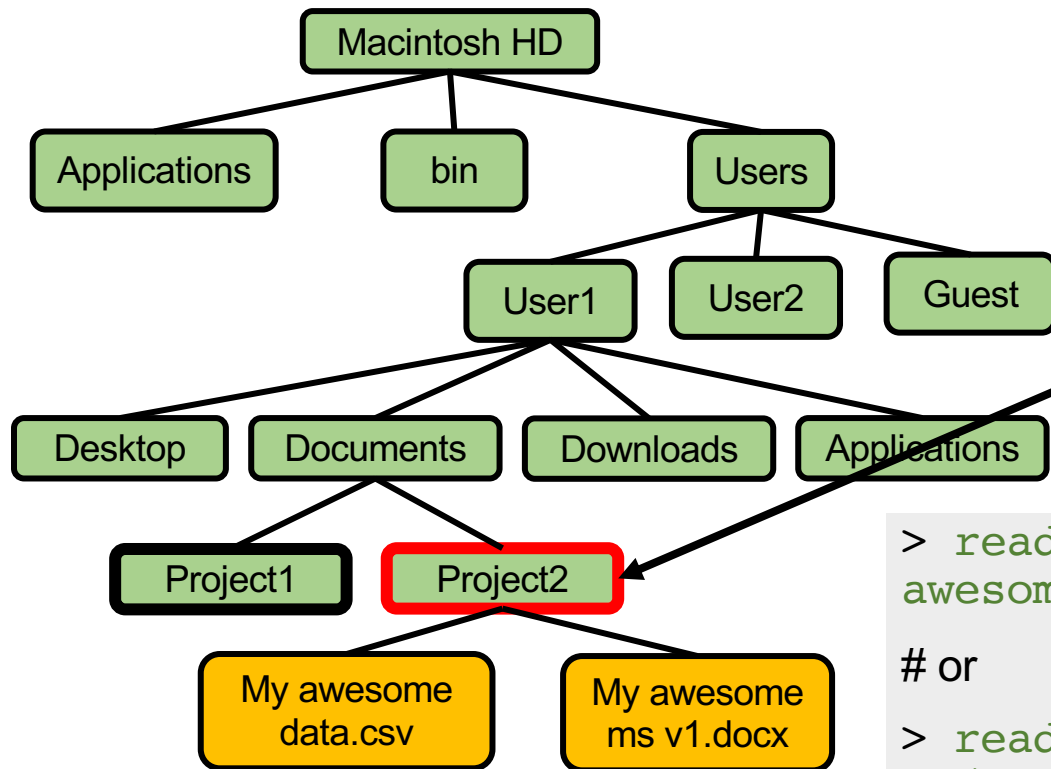 Macintosh HD
Applications
bin
Users
User1
User2
Guest
Desktop
Documents
Downloads
Applications
Project1
Project2
> read
awesom
My awesome
data.csv
My awesome
ms v1.docx
# or
> read